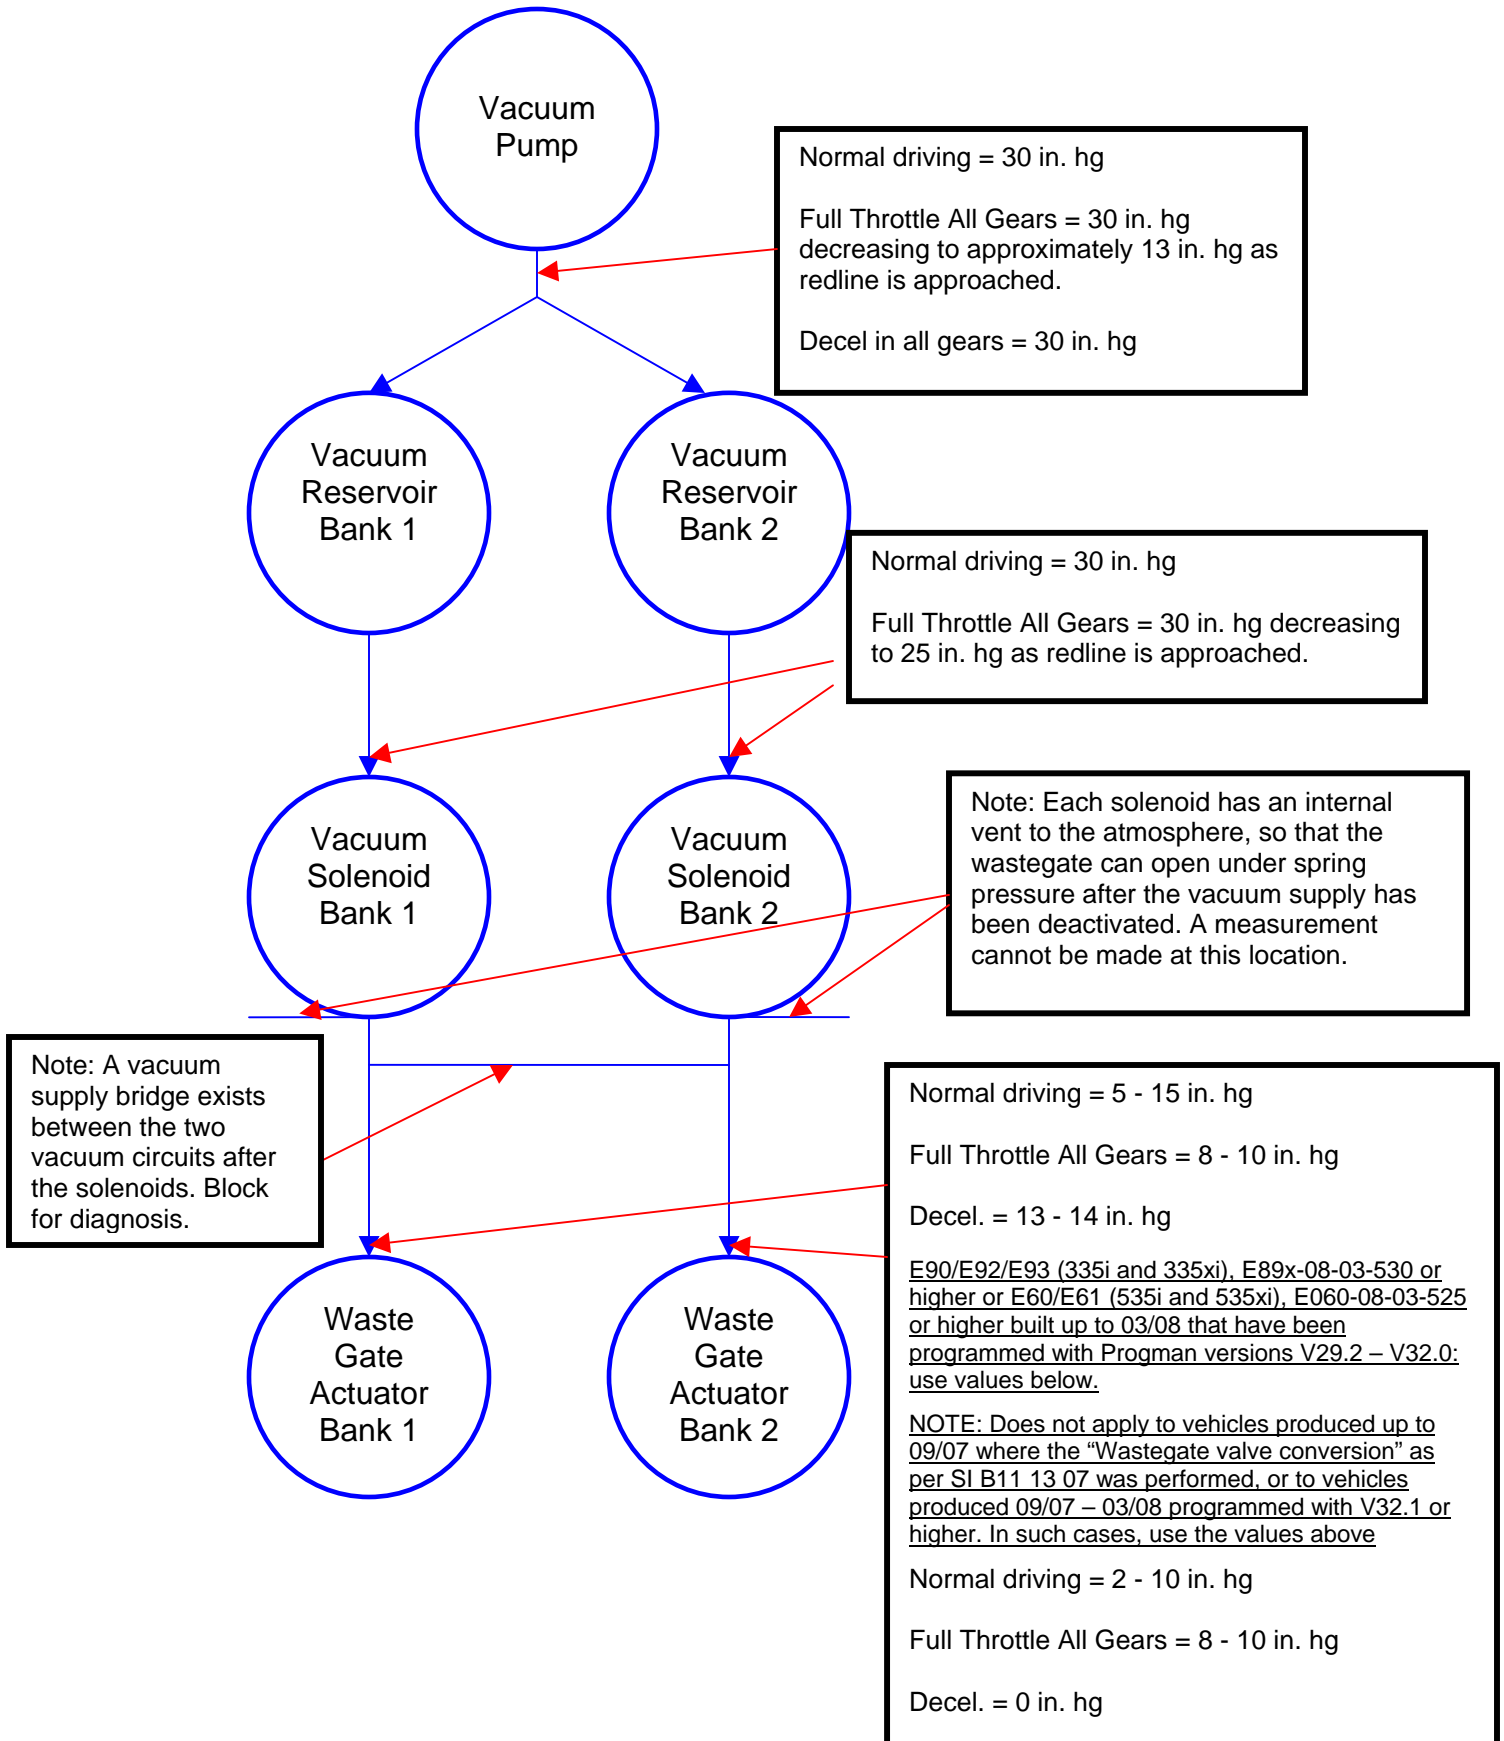 Vacuum
Pump
Normal driving = 30 in. hg
Full Throttle All Gears = 30 in. hg
decreasing to approximately 13 in. hg as
redline is approached.
Decel in all gears = 30 in. hg
Vacuum
Reservoir
Bank 1
Vacuum
Reservoir
Bank 2
Normal driving = 30 in. hg
Full Throttle All Gears = 30 in. hg decreasing
to 25 in. hg as redline is approached.
Vacuum
Solenoid
Bank 1
Vacuum
Solenoid
Bank 2
Note: Each solenoid has an internal
vent to the atmosphere, so that the
wastegate can open under spring
pressure after the vacuum supply has
been deactivated. A measurement
cannot be made at this location.
Note: A vacuum
supply bridge exists
between the two
vacuum circuits after
the solenoids. Block
for diagnosis.
Normal driving = 5 - 15 in. hg
Full Throttle All Gears = 8 - 10 in. hg
Decel. = 13 - 14 in. hg
E90/E92/E93 (335i and 335xi), E89x-08-03-530 or
higher or E60/E61 (535i and 535xi), E060-08-03-525
or higher built up to 03/08 that have been
programmed with Progman versions V29.2 – V32.0:
use values below.
NOTE: Does not apply to vehicles produced up to
09/07 where the “Wastegate valve conversion” as
per SI B11 13 07 was performed, or to vehicles
produced 09/07 – 03/08 programmed with V32.1 or
higher. In such cases, use the values above
Normal driving = 2 - 10 in. hg
Full Throttle All Gears = 8 - 10 in. hg
Decel. = 0 in. hg
Waste
Gate
Actuator
Bank 1
Waste
Gate
Actuator
Bank 2